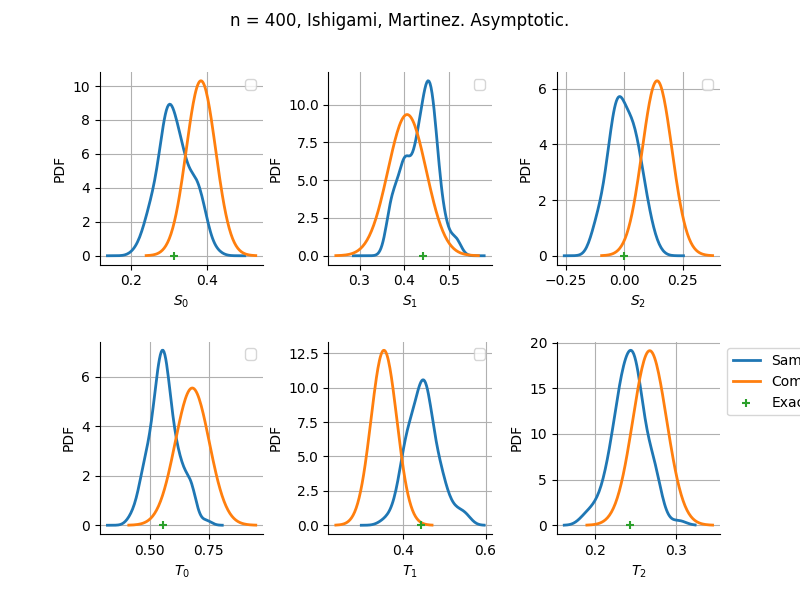 n = 400, Ishigami, Martinez. Asymptotic.
PDF
10
8
6
4
2
0
0.2
0.4
S₀
PDF
10.0
7.5
5.0
2.5
0.0
0.3
0.4
0.5
S₁
PDF
6
4
2
0
−0.25
0.00
0.25
S₂
PDF
6
4
2
0
0.50
0.75
T₀
PDF
12.5
10.0
7.5
5.0
2.5
0.0
0.4
0.6
T₁
PDF
20
15
10
5
0
0.2
0.3
T₂
Sam
Com
Exac